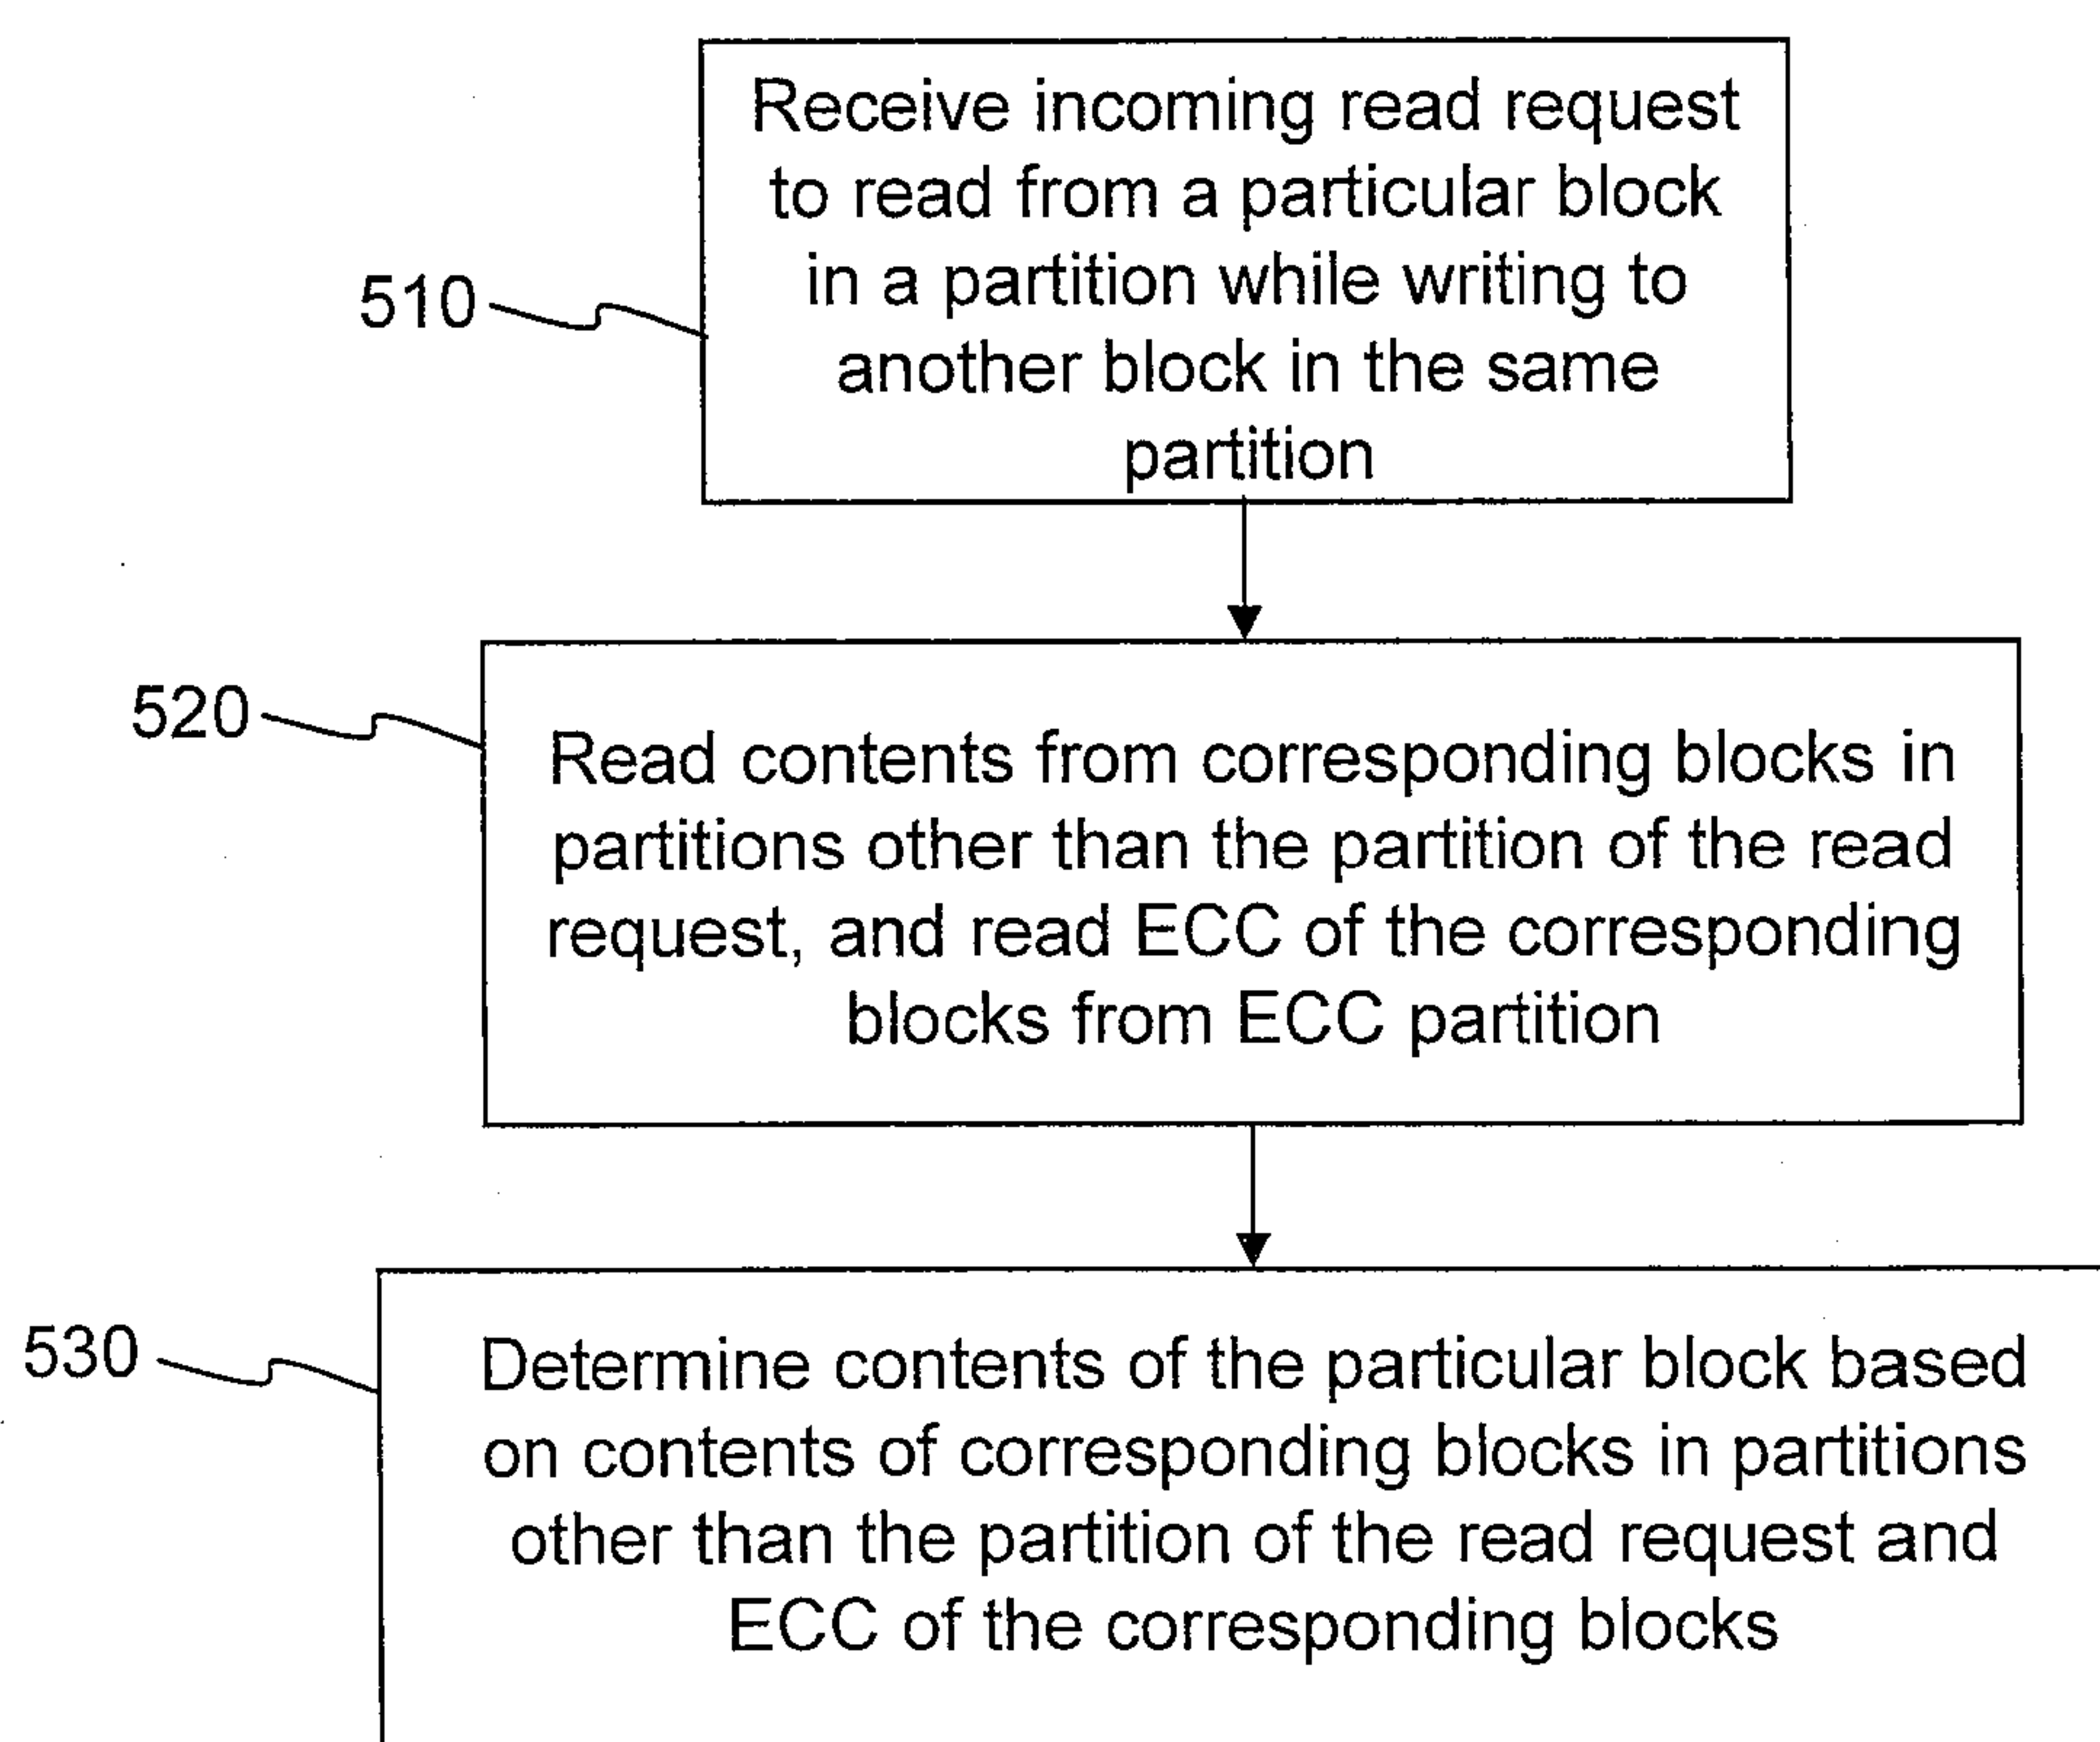 Receive incoming read request
to read from a particular block
in a partition while writing to
another block in the same
partition
510
520
Read contents from corresponding blocks in
partitions other than the partition of the read
request, and read ECC of the corresponding
blocks from ECC partition
530
Determine contents of the particular block based
on contents of corresponding blocks in partitions
other than the partition of the read request and
ECC of the corresponding blocks